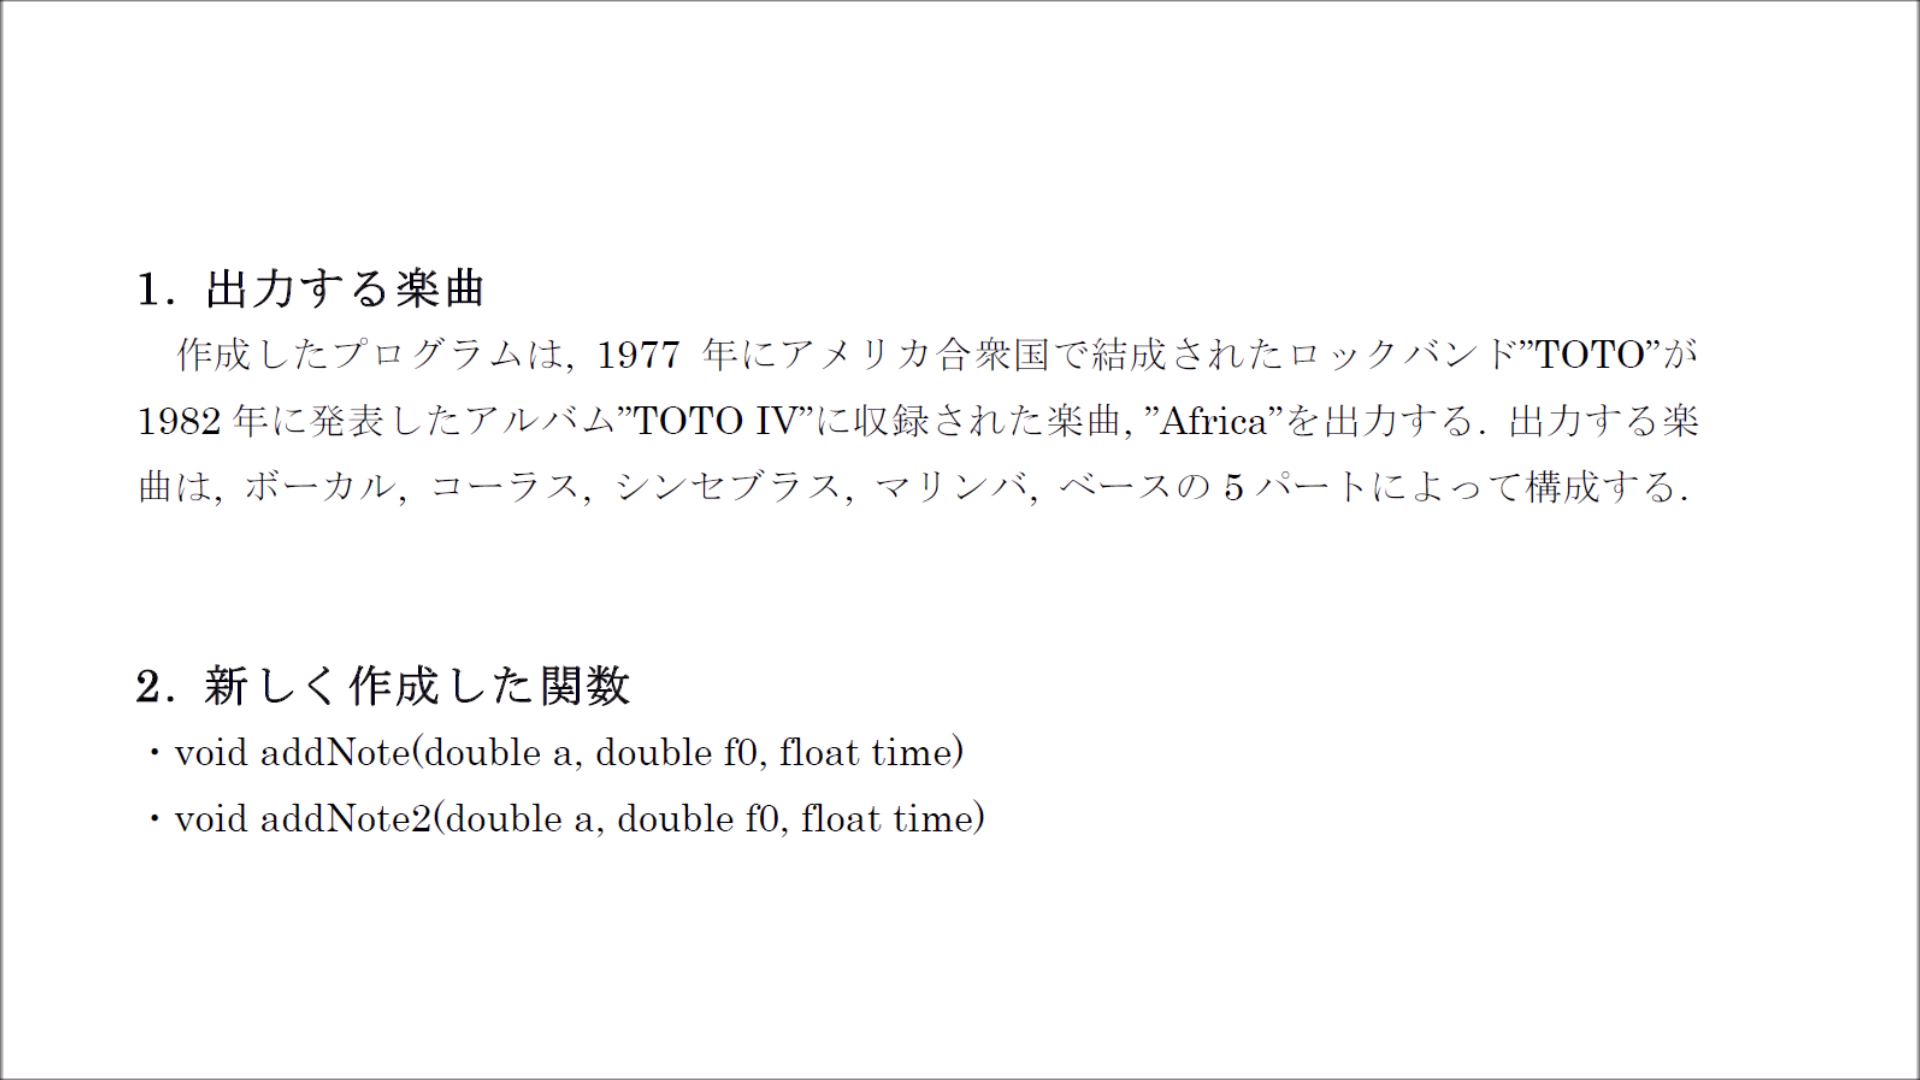 1. 出力する楽曲
作成したプログラムは, 1977 年にアメリカ合衆国で結成されたロックバンド”TOTO”が
1982 年に発表したアルバム”TOTO IV”に収録された楽曲, ”Africa”を出力する. 出力する楽
曲は, ボーカル, コーラス, シンセブラス, マリンバ, ベースの 5 パートによって構成する.
2. 新しく作成した関数
・void addNote(double a, double f0, float time)
・void addNote2(double a, double f0, float time)